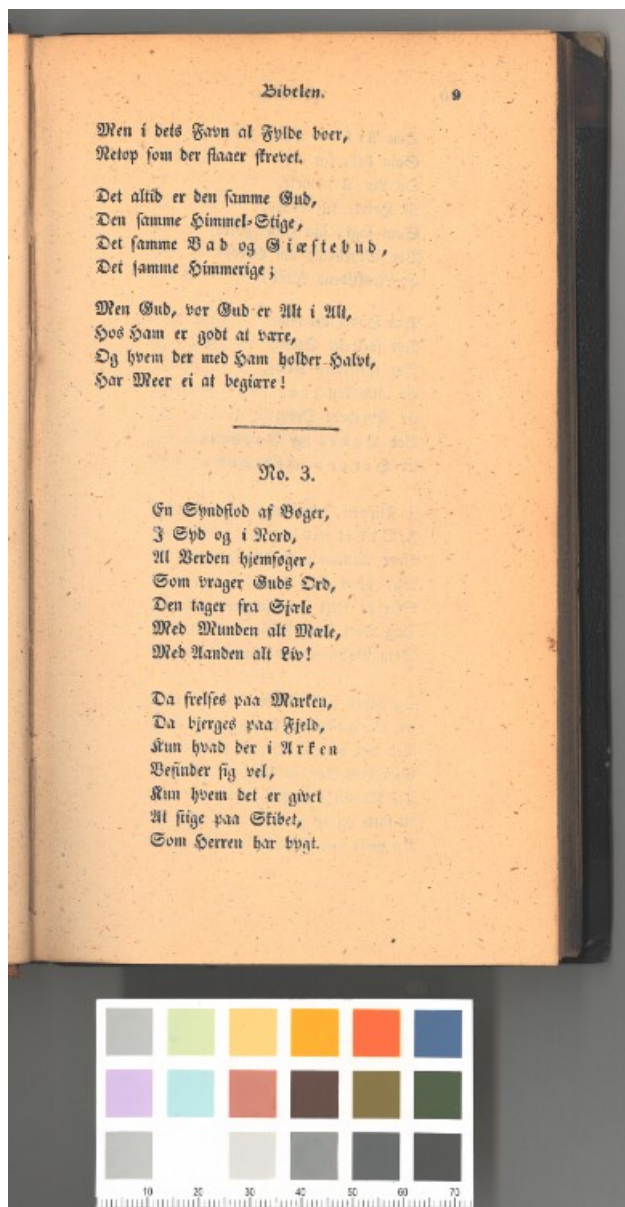 Bibelen. 9
Men i dets Favn al Fylde boer,
Netop som der staaer skrevet.
Det altid er den samme Gud,
Den samme Himmel-Stige,
Det samme Bad og Giæstebud,
Det samme Himmerige;
Men Gud, vor Gud er Alt i Alt,
Hos Ham er godt at være,
Og hvem der med Ham holder Halvt,
Har Meer ei at begiære!
No. 3.
En Syndflod af Bøger,
I Syd og i Nord,
Al Verden hjemsøger,
Som vrager Guds Ord,
Den tager fra Sjæle
Med Munden alt Mæle,
Med Aanden alt Liv!
Da frelses paa Marken,
Da bjerges paa Fjeld,
Kun hvad der i Arken
Befinder sig vel,
Kun hvem det er givet
At stige paa Skibet,
Som Herren har bygt.
10 20 30 40 50 60 70